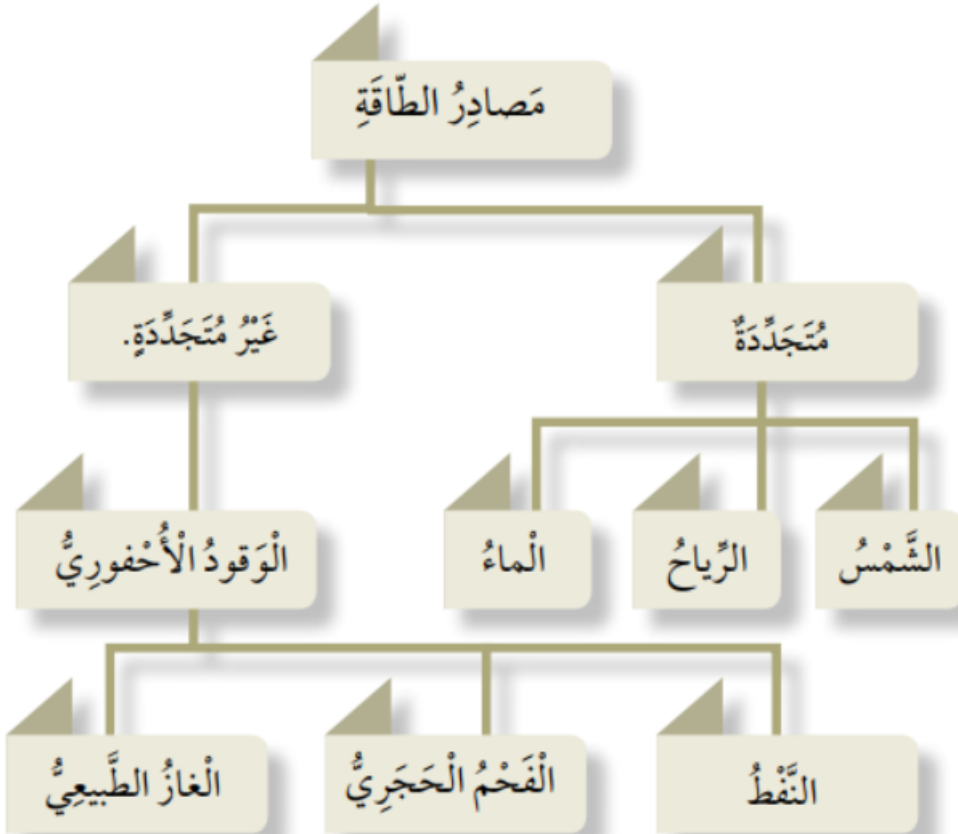 مَصادِرُ الطّاقَةِ
مُتَجَدِّدَةٌ
غَيْرُ مُتَجَدِّدَةٍ.
الشَّمْسُ
الرِّياحُ
الْماءُ
الْوَقودُ الْأُحْفورِيُّ
النَّفْطُ
الْفَحْمُ الْحَجَرِيُّ
الْغازُ الطَّبيعِيُّ